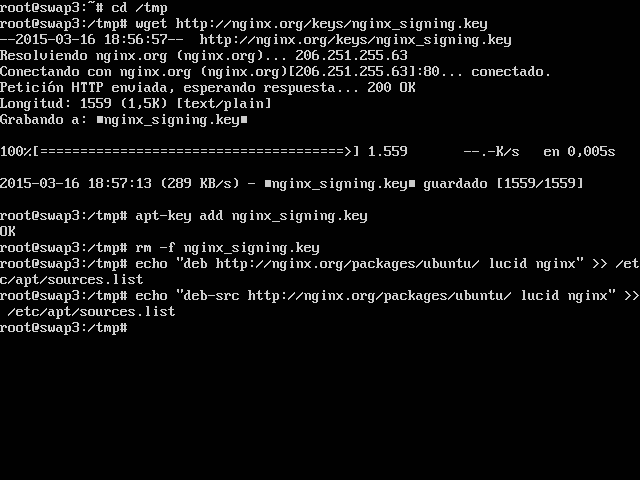 root@swap3:~# cd /tmp
root@swap3:/tmp# wget http://nginx.org/keys/nginx_signing.key
--2015-03-16 18:56:57--  http://nginx.org/keys/nginx_signing.key
Resolviendo nginx.org (nginx.org)... 206.251.255.63
Conectando con nginx.org (nginx.org)[206.251.255.63]:80... conectado.
Petición HTTP enviada, esperando respuesta... 200 OK
Longitud: 1559 (1,5K) [text/plain]
Grabando a: ■nginx_signing.key■
100%[======================================>] 1.559       --.-K/s   en 0,005s
2015-03-16 18:57:13 (289 KB/s) - ■nginx_signing.key■ guardado [1559/1559]
root@swap3:/tmp# apt-key add nginx_signing.key
OK
root@swap3:/tmp# rm -f nginx_signing.key
root@swap3:/tmp# echo "deb http://nginx.org/packages/ubuntu/ lucid nginx" >> /et
c/apt/sources.list
root@swap3:/tmp# echo "deb-src http://nginx.org/packages/ubuntu/ lucid nginx" >>
 /etc/apt/sources.list
root@swap3:/tmp#